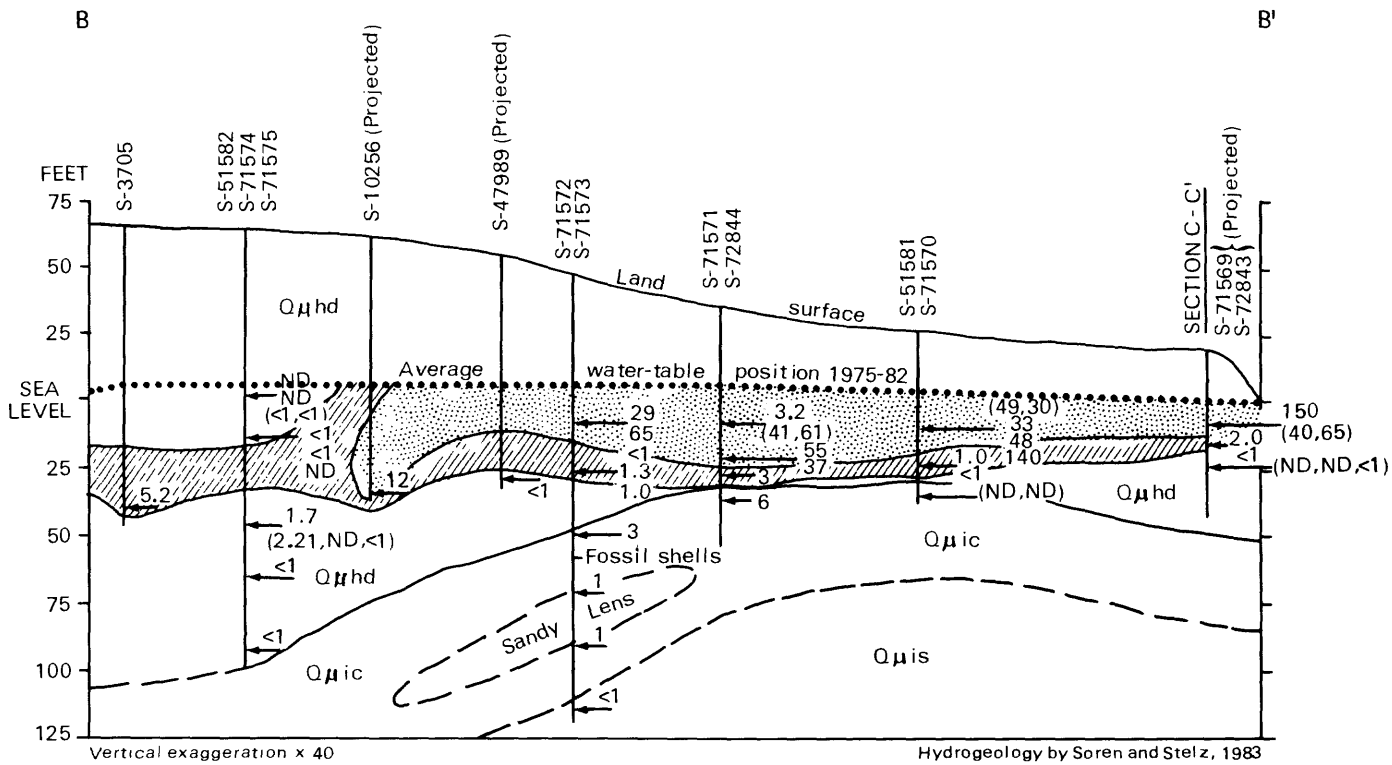 B
B'
FEET
75
50
25
SEA
LEVEL
25
50
75
100
125
S-3705
S-51582
S-71574
S-71575
S-10256 (Projected)
S-47989 (Projected)
S-71572
S-71573
S-71571
S-72844
S-51581
S-71570
SECTION C-C'
S-71569
S-72843
} (Projected)
Land surface
Qμhd
Average water-table position 1975-82
ND
ND
(<1,<1)
<1
<1
ND
5.2
1.7
(2.21,ND,<1)
<1
Qμhd
<1
12
<1
29
65
<1
1.3
1.0
3
Fossil shells
1
Sandy Lens
1
<1
3.2
(41,61)
55
37
3
6
(49,30)
33
48
1.0
140
<1
(ND,ND)
150
(40,65)
2.0
<1
(ND,ND,<1)
Qμhd
Qμic
Qμic
Qμis
Vertical exaggeration x 40
Hydrogeology by Soren and Stelz, 1983